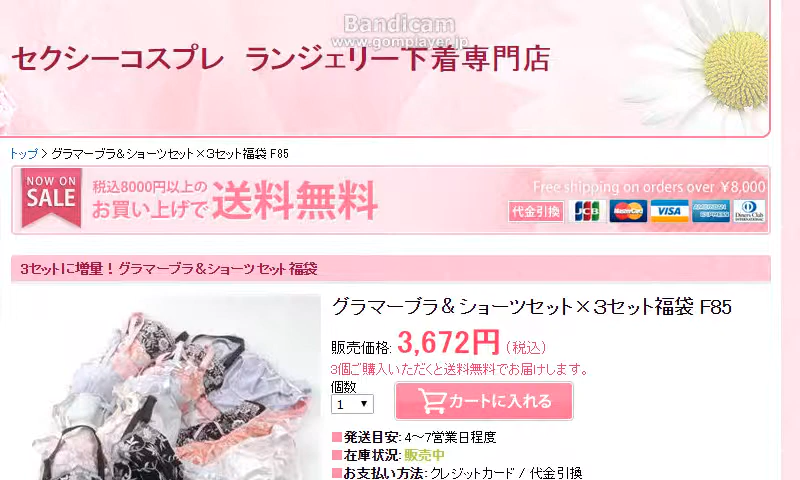 Bandicam
www.gomplayer.jp
セクシーコスプレ ランジェリー下着専門店
トップ > グラマーブラ＆ショーツセット×3セット福袋 F85
NOW ON SALE
税込8000円以上のお買い上げで送料無料
Free shipping on orders over ¥8,000
代金引換 JCB MasterCard VISA AMERICAN EXPRESS Diners Club INTERNATIONAL
3セットに増量！グラマーブラ＆ショーツセット福袋
グラマーブラ＆ショーツセット×3セット福袋 F85
販売価格: 3,672円 (税込)
3個ご購入いただくと送料無料でお届けします。
個数
1
カートに入れる
■発送目安: 4～7営業日程度
■在庫状況: 販売中
■お支払い方法: クレジットカード / 代金引換